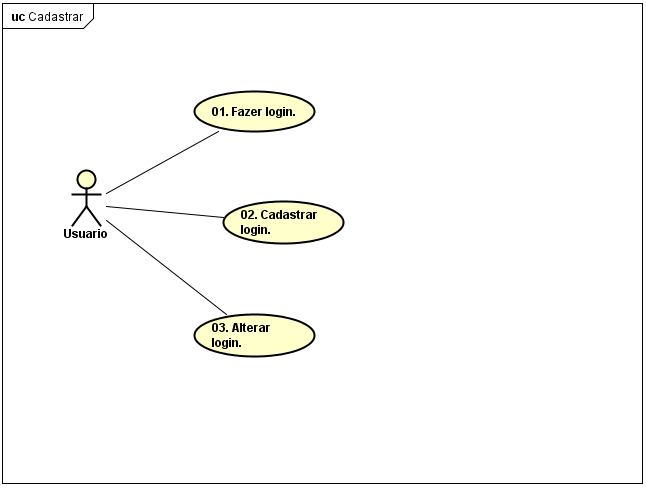 uc Cadastrar
01. Fazer login.
02. Cadastrar
login.
Usuario
03. Alterar
login.